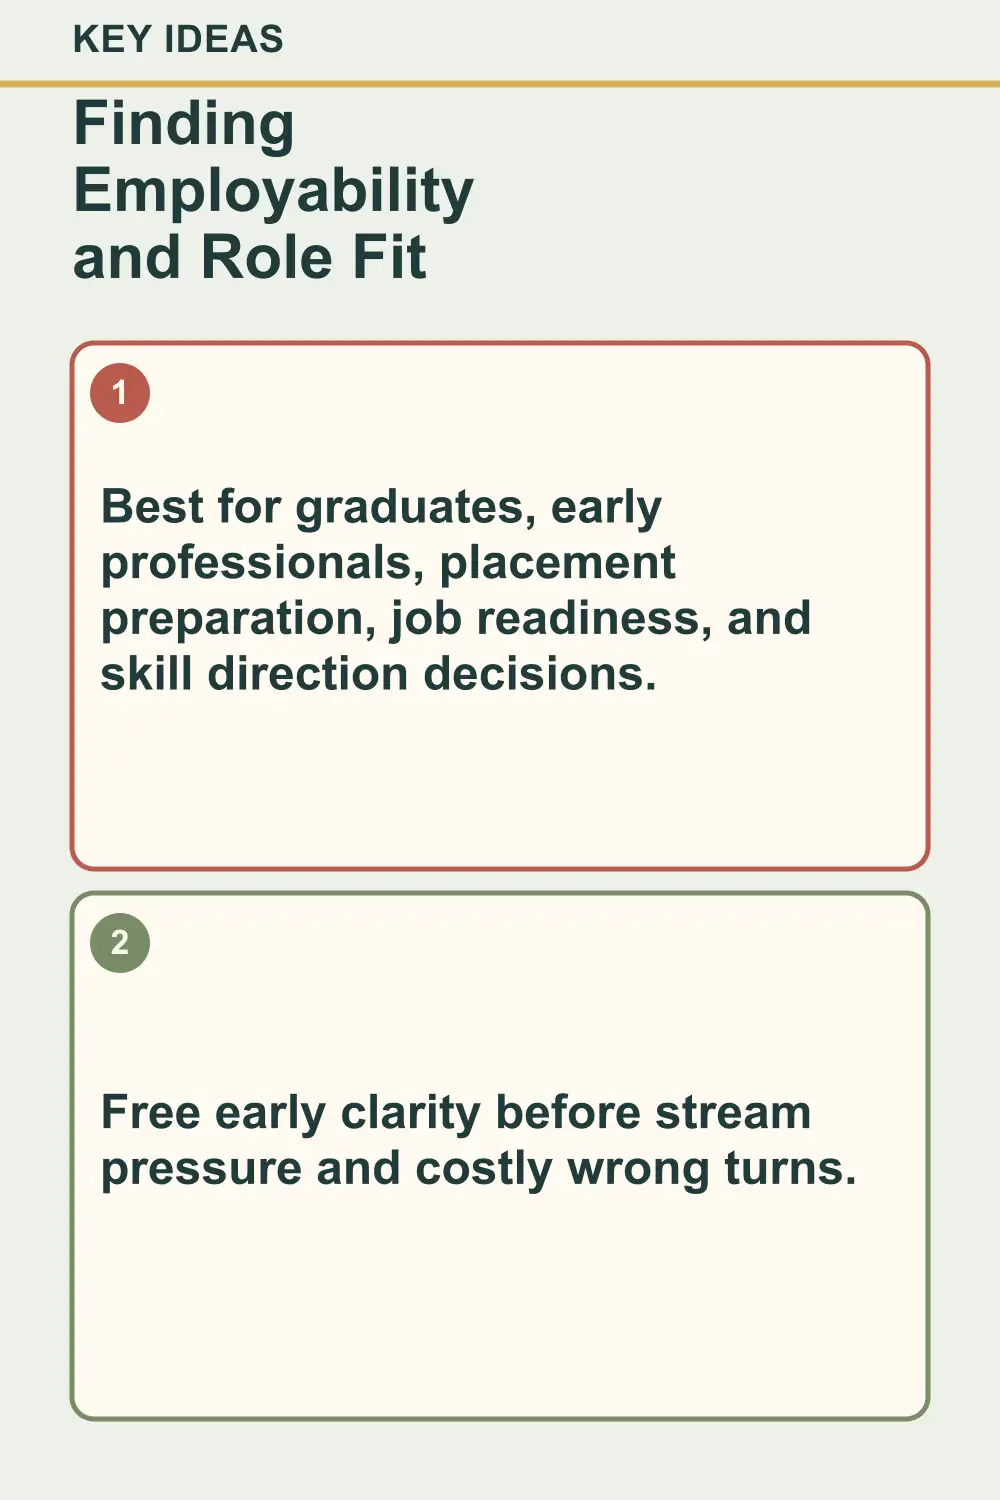 KEY IDEAS
Finding
Employability
and Role Fit
1
Best for graduates, early
professionals, placement
preparation, job readiness, and
skill direction decisions.
2
Free early clarity before stream
pressure and costly wrong turns.